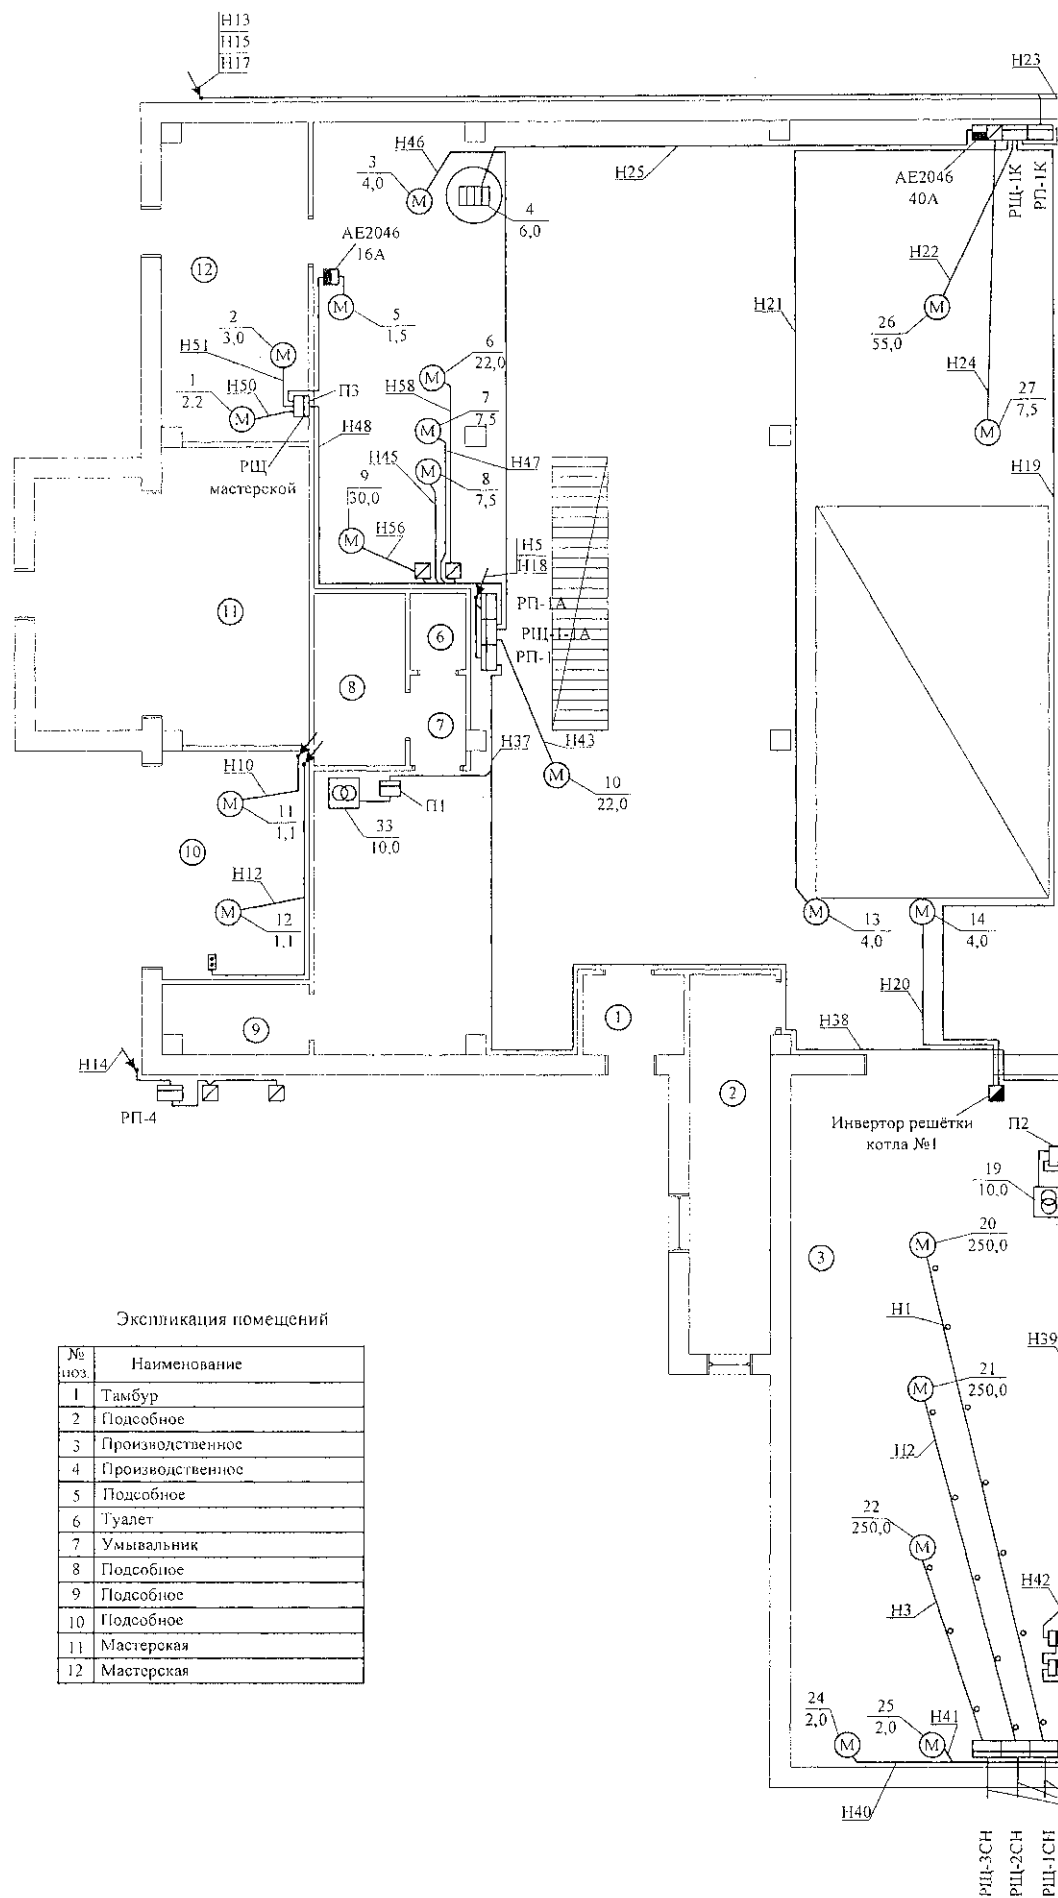 Н13
Н15
Н17
Н23
Н46
3
4,0
М
Н25
4
6,0
АЕ2046
40А
РЩ-1К
РП-1К
АЕ2046
16А
12
М
5
1,5
Н22
М
26
55,0
Н21
2
3,0
М
Н51
6
22,0
М
Н58
1
2,2
Н50
М
П3
7
7,5
М
Н24
27
7,5
М
Н48
Н45
Н47
РЩ
мастерской
9
30,0
М
8
7,5
М
Н19
Н56
Н5
Н18
11
6
РП-1А
РЩ-1-1А
РП-1
8
7
Н43
Н37
Н10
М
11
1,1
М
10
22,0
П1
33
10,0
10
Н12
М
12
1,1
М
13
4,0
М
14
4,0
Н20
1
9
Н38
Н14
РП-4
2
Инвертор решётки
котла №1
П2
19
10,0
20
250,0
М
3
Н1
Н39
21
250,0
М
Н2
22
250,0
М
Н42
Н3
24
2,0
М
25
2,0
М
Н41
Н40
РЩ-3СН
РЩ-2СН
РЩ-1СН
Экспликация помещений
№ поз. Наименование
1 Тамбур
2 Подсобное
3 Производственное
4 Производственное
5 Подсобное
6 Туалет
7 Умывальник
8 Подсобное
9 Подсобное
10 Подсобное
11 Мастерская
12 Мастерская